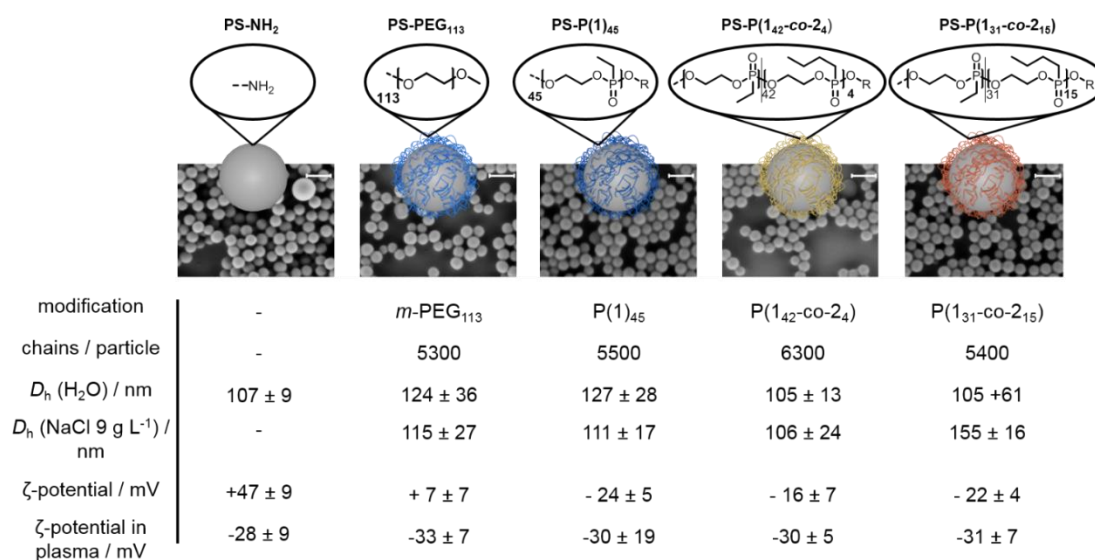 PS-NH₂ PS-PEG₁₁₃ PS-P(1)₄₅ PS-P(1₄₂-co-2₄) PS-P(1₃₁-co-2₁₅)
--NH₂
113 O O
45 O O P O O R
O O P O O 42 O O P O O 4 R
O O P O O 31 O O P O O 15 R
modification - m-PEG₁₁₃ P(1)₄₅ P(1₄₂-co-2₄) P(1₃₁-co-2₁₅)
chains / particle - 5300 5500 6300 5400
Dₕ (H₂O) / nm 107 ± 9 124 ± 36 127 ± 28 105 ± 13 105 +61
Dₕ (NaCl 9 g L⁻¹) / nm - 115 ± 27 111 ± 17 106 ± 24 155 ± 16
ζ-potential / mV +47 ± 9 + 7 ± 7 - 24 ± 5 - 16 ± 7 - 22 ± 4
ζ-potential in plasma / mV -28 ± 9 -33 ± 7 -30 ± 19 -30 ± 5 -31 ± 7